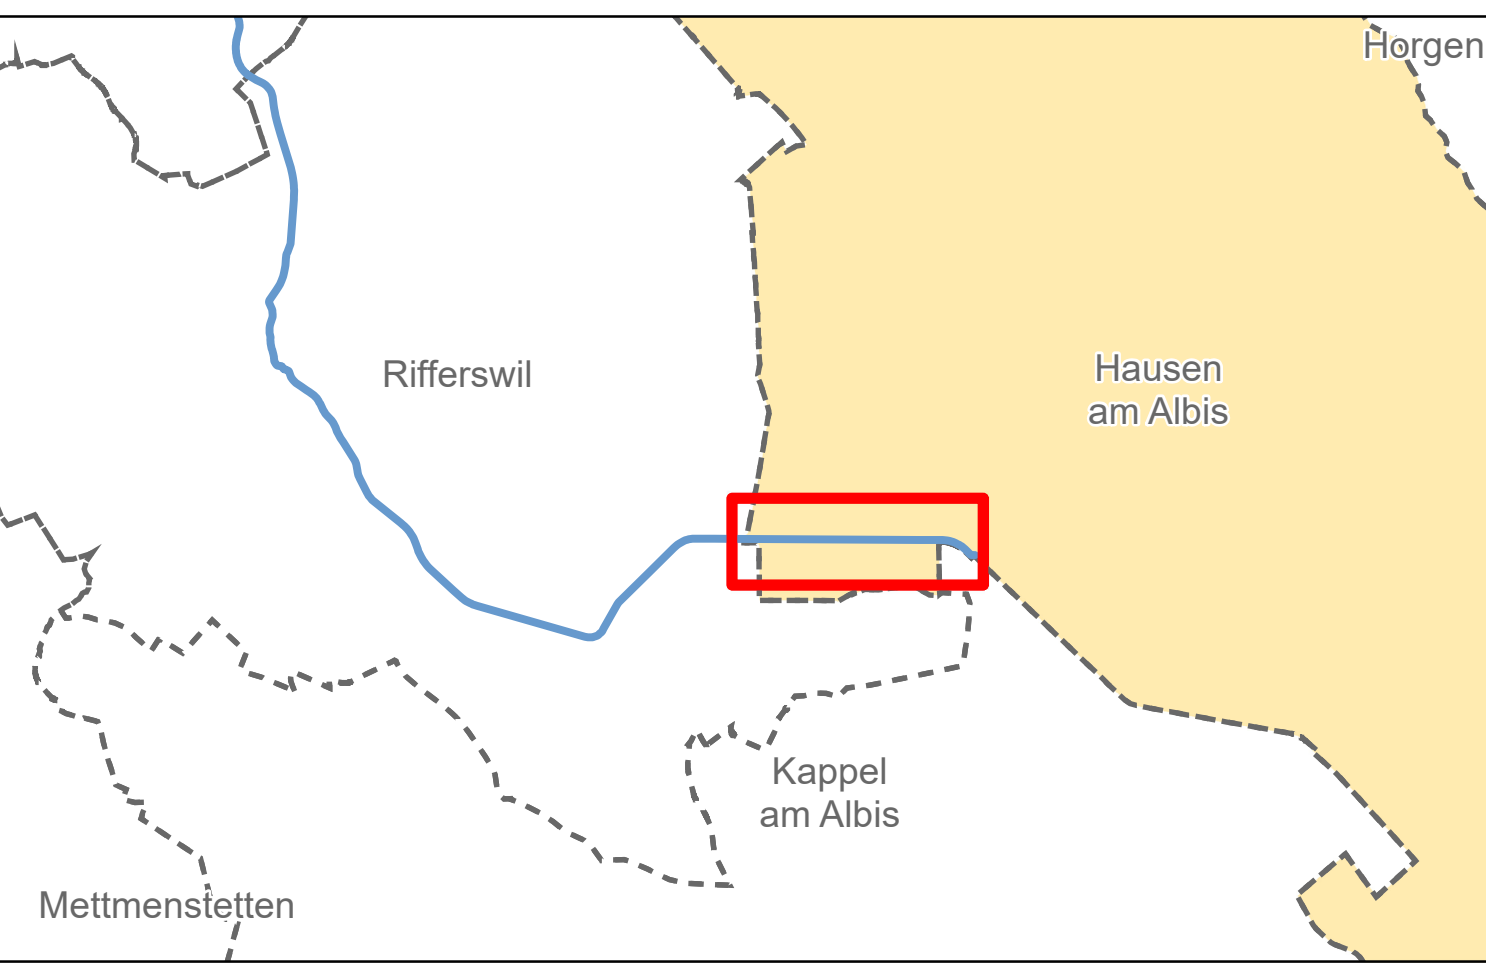 Horgen
Rifferswil
Hausen
am Albis
Kappel
am Albis
Mettmenstetten